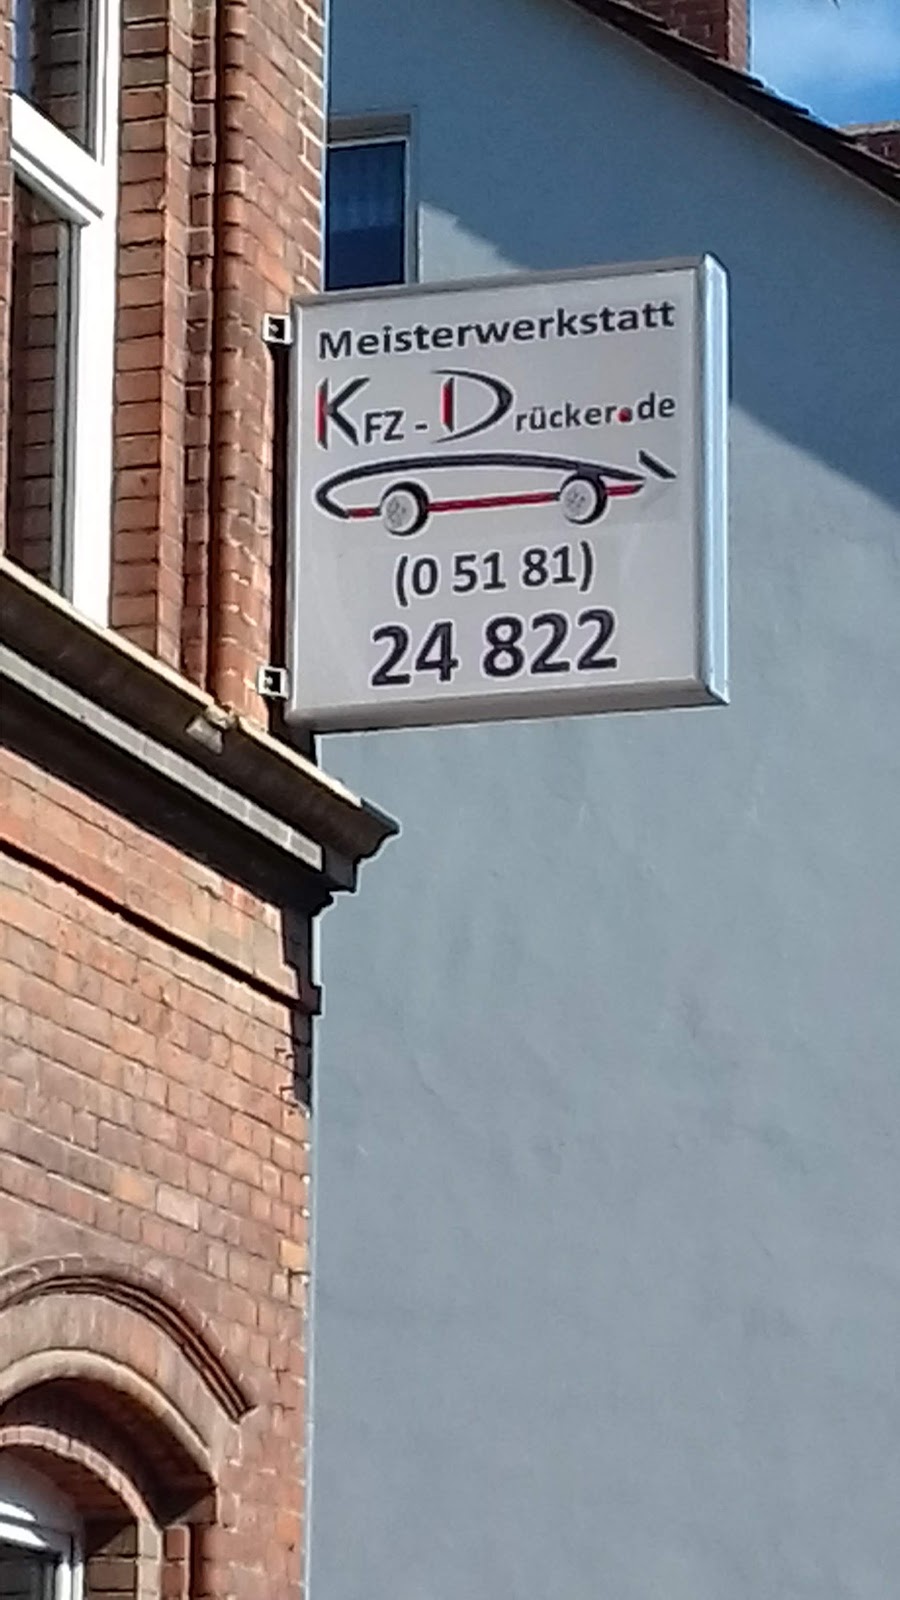 Meisterwerkstatt
KFZ-Drücker.de
(0 51 81)
24 822